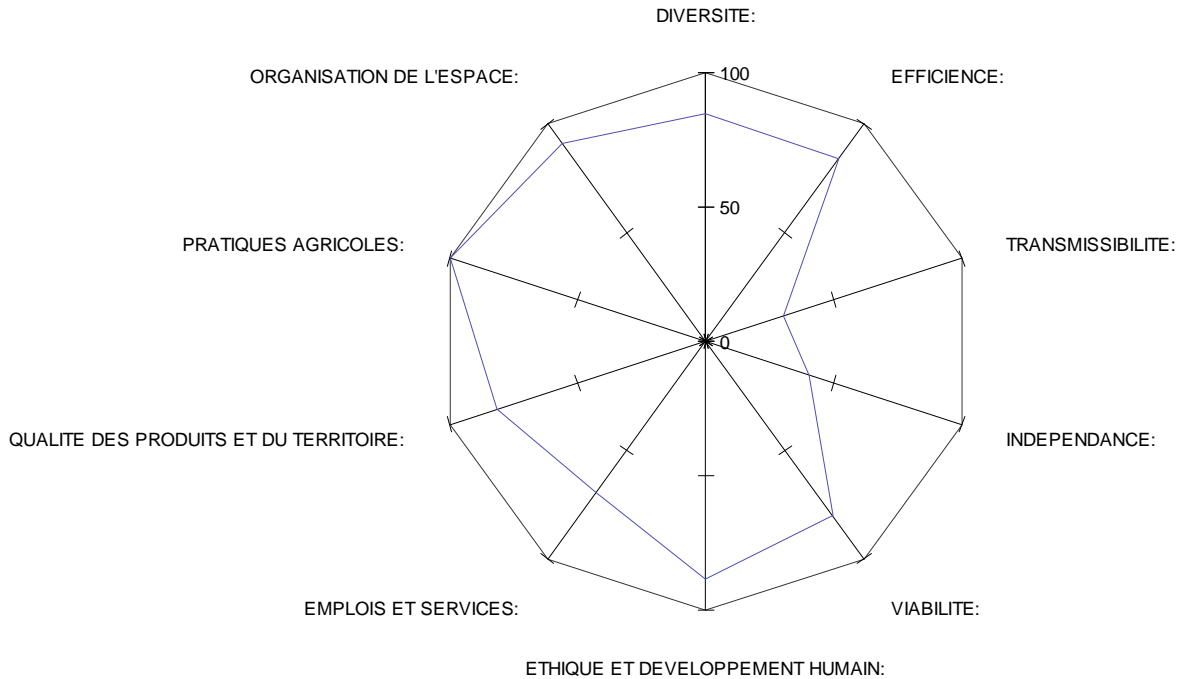 DIVERSITE:
ORGANISATION DE L'ESPACE:
100
EFFICIENCE:
50
PRATIQUES AGRICOLES:
TRANSMISSIBILITE:
0
QUALITE DES PRODUITS ET DU TERRITOIRE:
INDEPENDANCE:
EMPLOIS ET SERVICES:
VIABILITE:
ETHIQUE ET DEVELOPPEMENT HUMAIN: